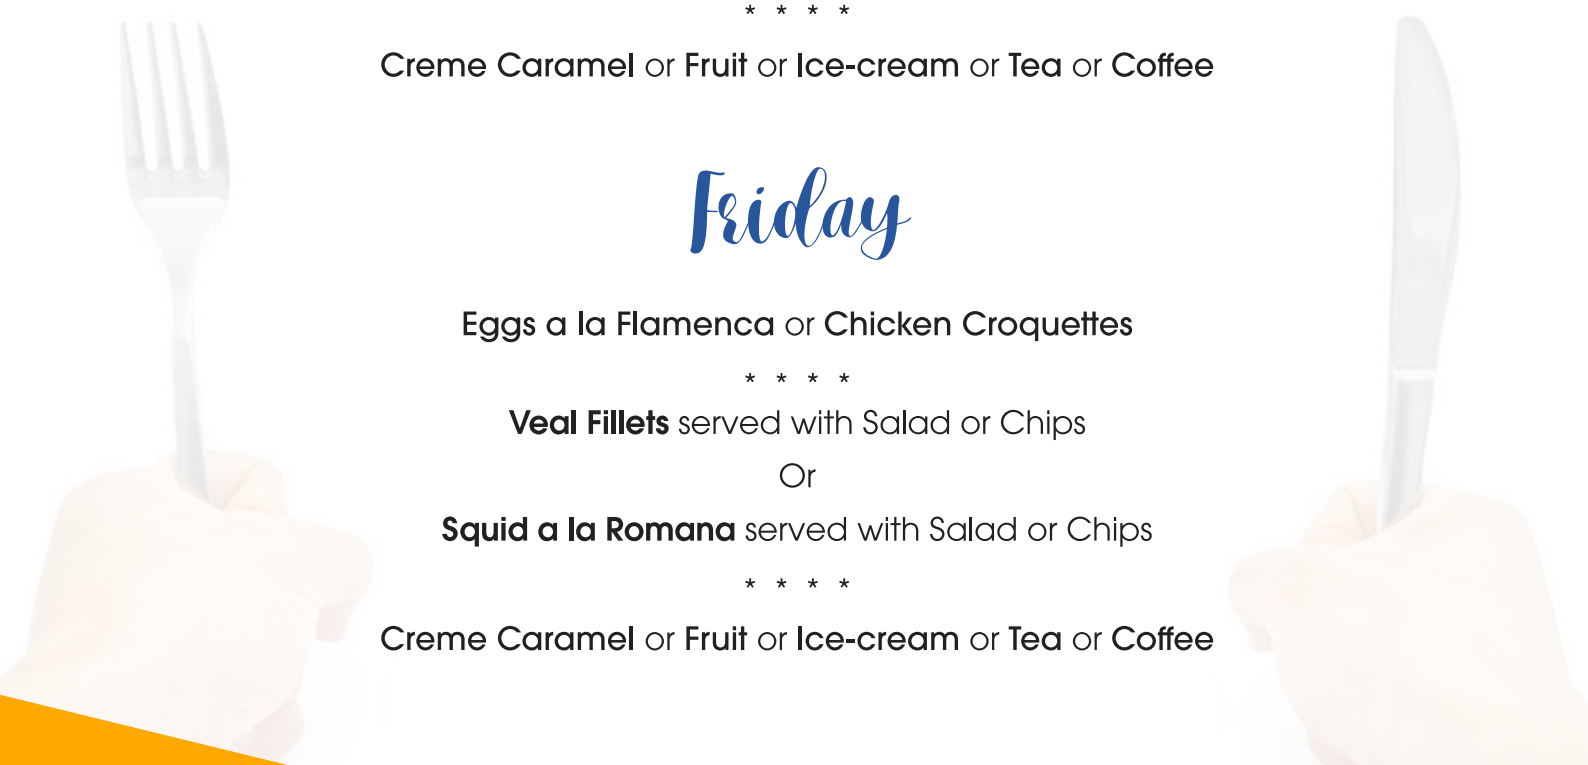 * * * *
Creme Caramel or Fruit or Ice-cream or Tea or Coffee
Friday
Eggs a la Flamenca or Chicken Croquettes
* * * *
Veal Fillets served with Salad or Chips
Or
Squid a la Romana served with Salad or Chips
* * * *
Creme Caramel or Fruit or Ice-cream or Tea or Coffee